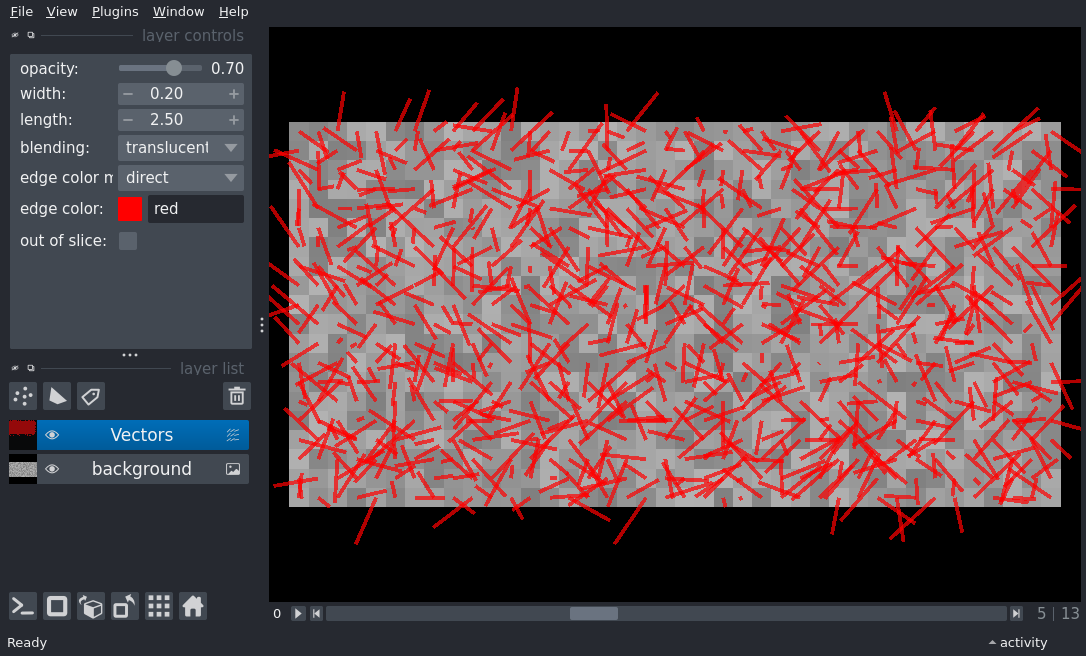 File View Plugins Window Help
layer controls
opacity: 0.70
width: − 0.20 +
length: − 2.50 +
blending: translucent
edge color m direct
edge color: red
out of slice:
layer list
Vectors
background
0 5 | 13
Ready activity